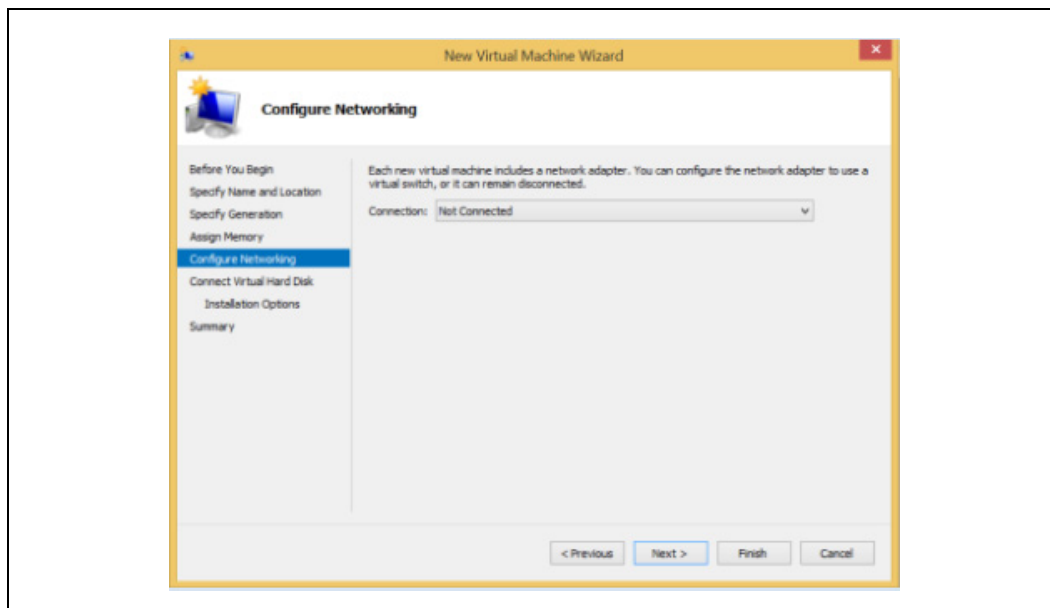 New Virtual Machine Wizard
Configure Networking
Before You Begin
Specify Name and Location
Specify Generation
Assign Memory
Configure Networking
Connect Virtual Hard Disk
Installation Options
Summary
Each new virtual machine includes a network adapter. You can configure the network adapter to use a
virtual switch, or it can remain disconnected.
Connection: Not Connected
< Previous Next > Finish Cancel